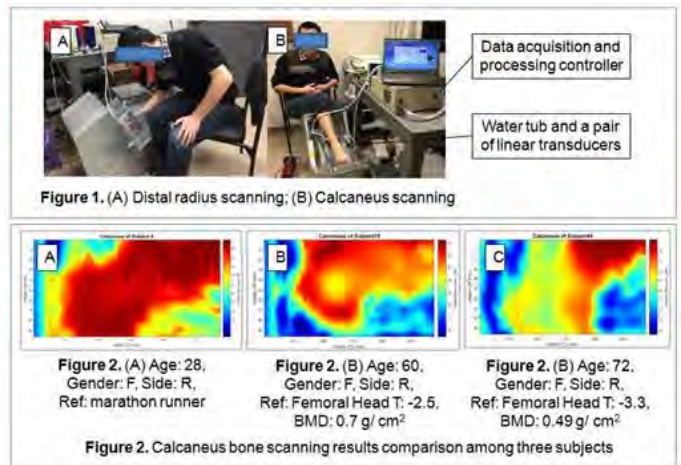 A
B
Data acquisition and
processing controller
Water tub and a pair
of linear transducers
Figure 1. (A) Distal radius scanning; (B) Calcaneus scanning
A
B
C
Figure 2. (A) Age: 28,
Gender: F, Side: R,
Ref: marathon runner
Figure 2. (B) Age: 60,
Gender: F, Side: R,
Ref: Femoral Head T: -2.5,
BMD: 0.7 g/ cm²
Figure 2. (B) Age: 72,
Gender: F, Side: R,
Ref: Femoral Head T: -3.3,
BMD: 0.49 g/ cm²
Figure 2. Calcaneus bone scanning results comparison among three subjects